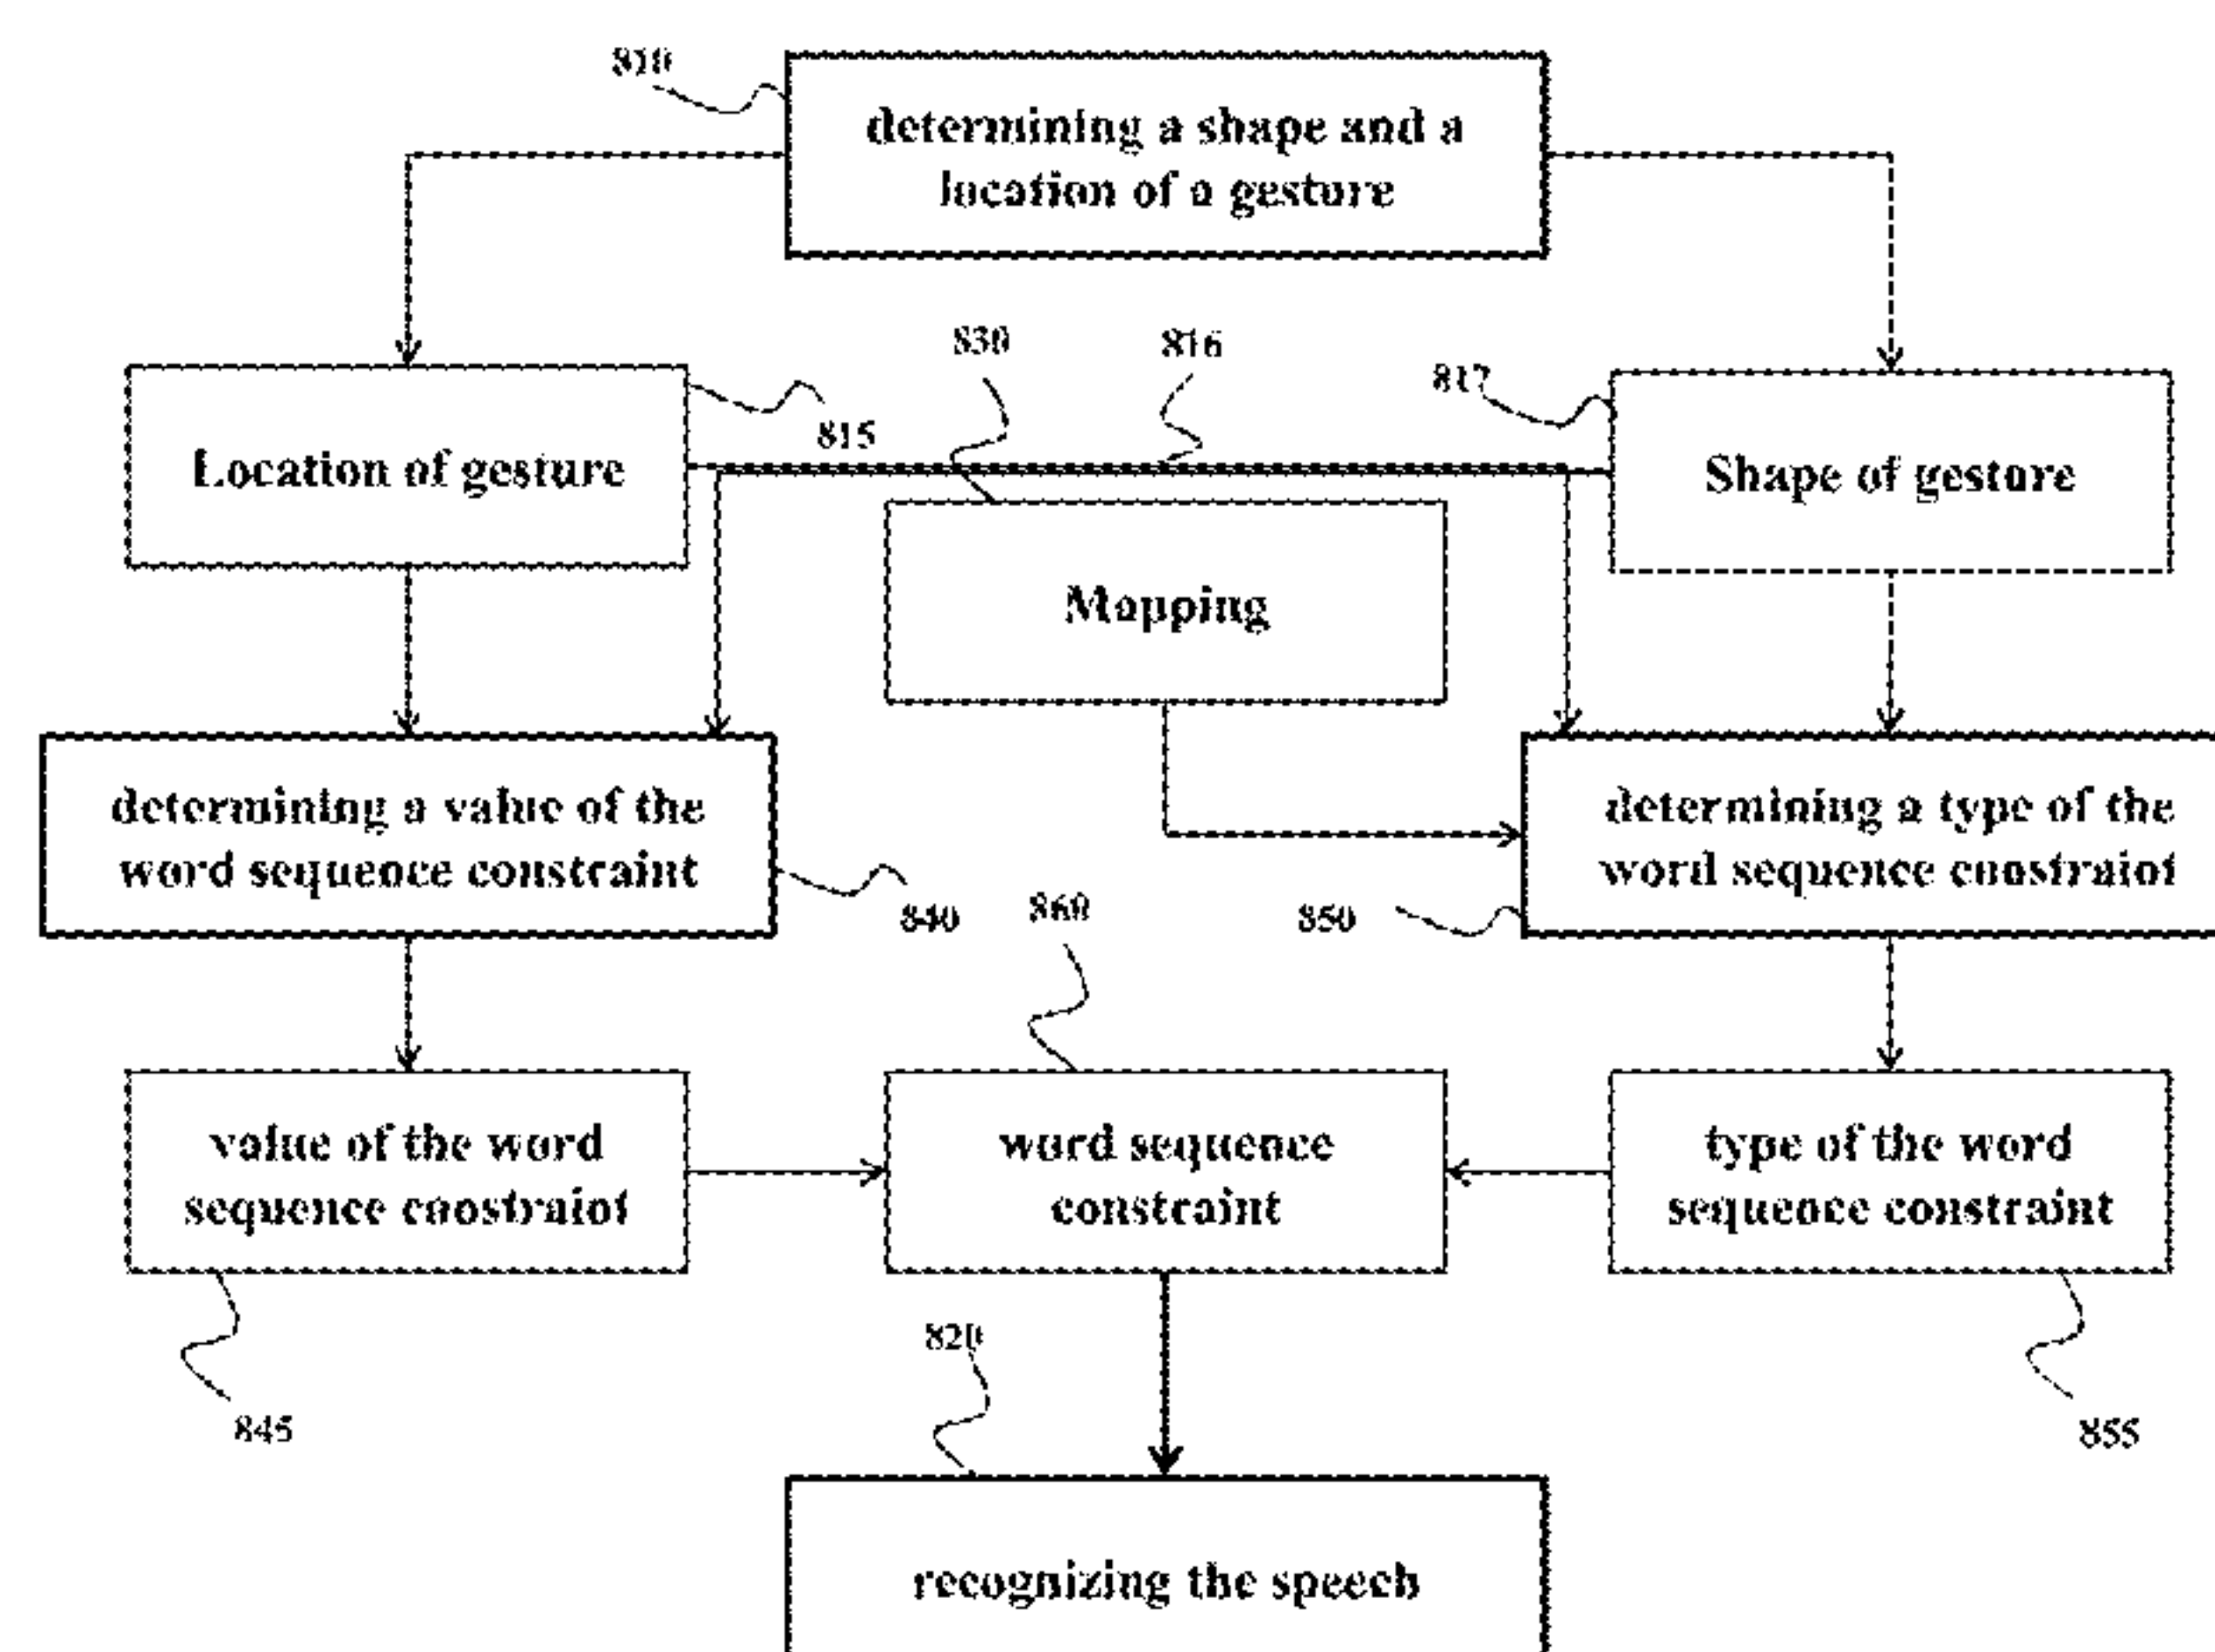 810
determining a shape and a
location of a gesture
830
816
817
815
Location of gesture
Shape of gesture
Mapping
determining a value of the
word sequence constraint
determining a type of the
word sequence constraint
840
860
850
value of the word
sequence constraint
word sequence
constraint
type of the word
sequence constraint
820
845
855
recognizing the speech